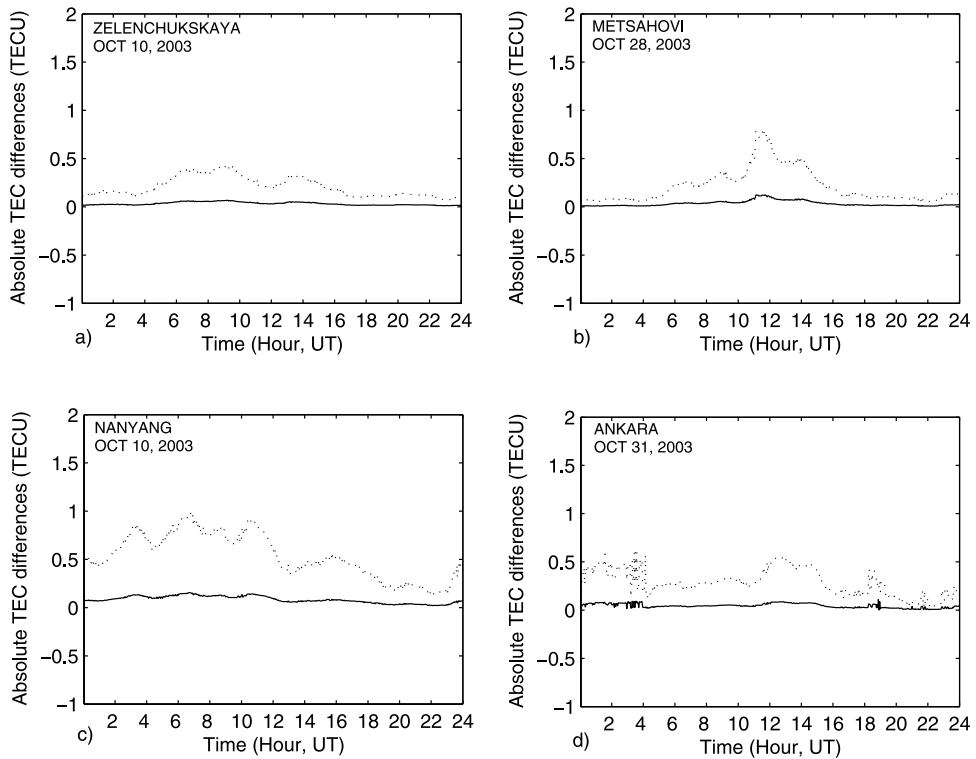 ZELENCHUKSKAYA
OCT 10, 2003
Absolute TEC differences (TECU)
2
1.5
1
0.5
0
−0.5
−1
2 4 6 8 10 12 14 16 18 20 22 24
a)
Time (Hour, UT)
METSAHOVI
OCT 28, 2003
Absolute TEC differences (TECU)
2
1.5
1
0.5
0
−0.5
−1
2 4 6 8 10 12 14 16 18 20 22 24
b)
Time (Hour, UT)
NANYANG
OCT 10, 2003
Absolute TEC differences (TECU)
2
1.5
1
0.5
0
−0.5
−1
2 4 6 8 10 12 14 16 18 20 22 24
c)
Time (Hour, UT)
ANKARA
OCT 31, 2003
Absolute TEC differences (TECU)
2
1.5
1
0.5
0
−0.5
−1
2 4 6 8 10 12 14 16 18 20 22 24
d)
Time (Hour, UT)